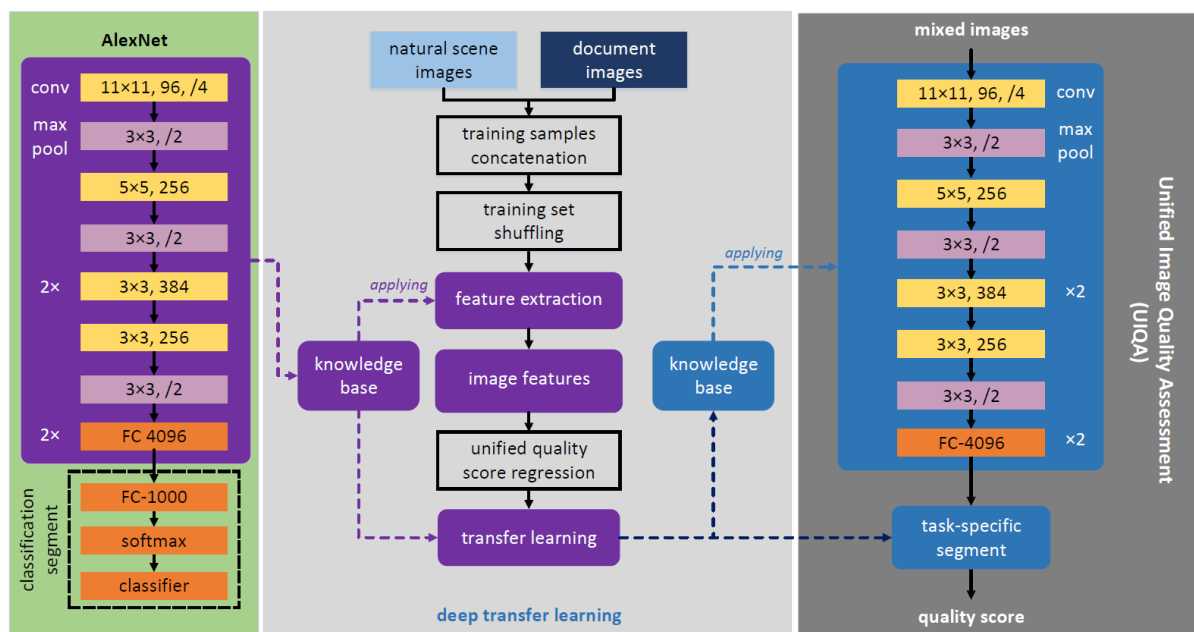 AlexNet
conv
11×11, 96, /4
max
pool
3×3, /2
5×5, 256
3×3, /2
2×
3×3, 384
3×3, 256
3×3, /2
2×
FC 4096
classification
segment
FC-1000
softmax
classifier
natural scene
images
document
images
training samples
concatenation
training set
shuffling
applying
feature extraction
knowledge
base
image features
unified quality
score regression
transfer learning
applying
knowledge
base
deep transfer learning
mixed images
11×11, 96, /4
conv
3×3, /2
max
pool
5×5, 256
3×3, /2
3×3, 384
×2
3×3, 256
3×3, /2
FC-4096
×2
task-specific
segment
quality score
Unified Image Quality Assessment
(UIQA)